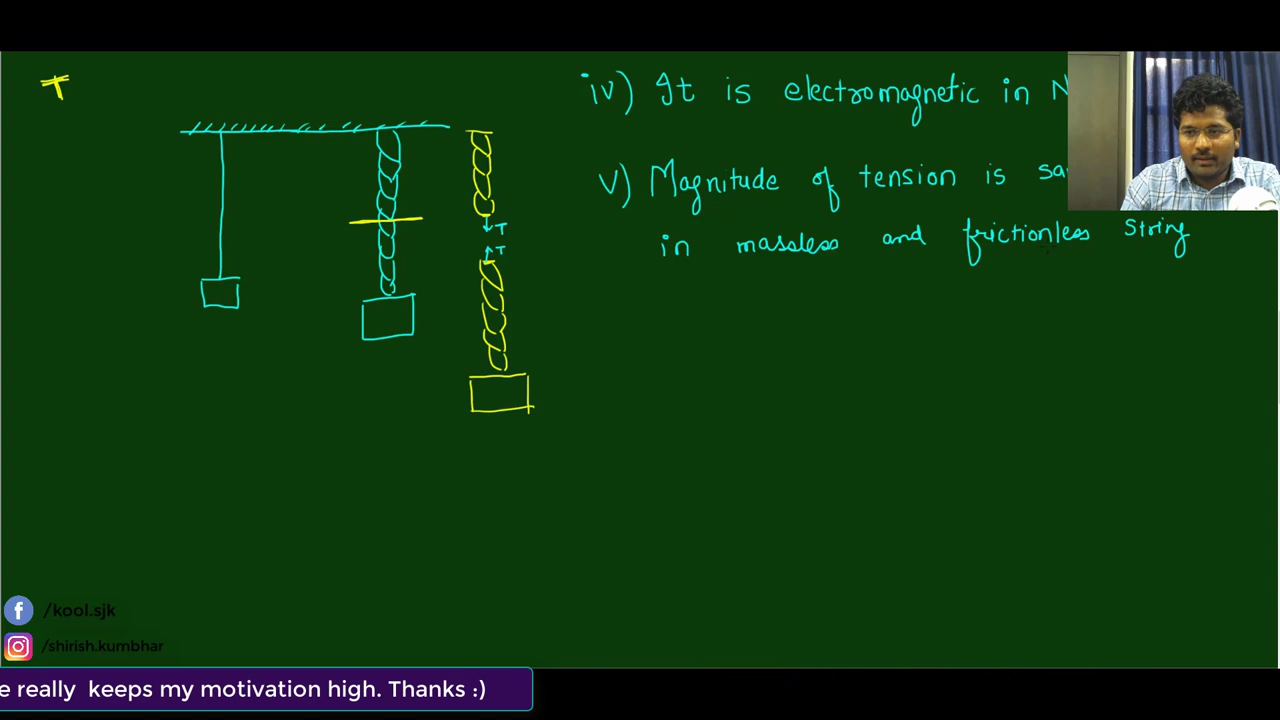 T
iv) It is electromagnetic in N
v) Magnitude of tension is sa
in massless and frictionless String
↓T
↑T
/kool.sjk
/shirish.kumbhar
e really keeps my motivation high. Thanks :)